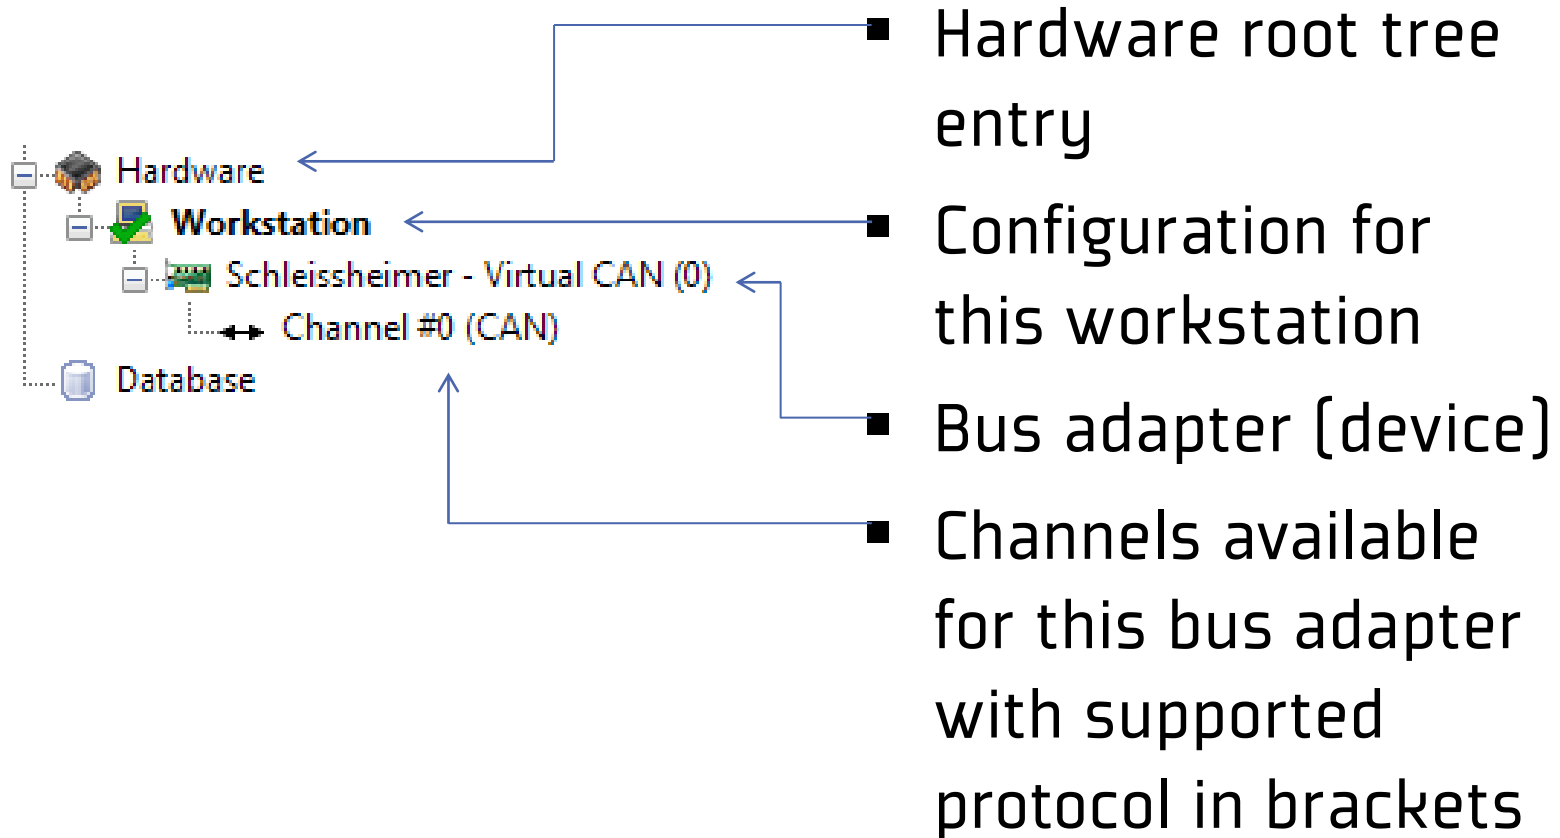 Hardware
Workstation
Schleissheimer - Virtual CAN (0)
Channel #0 (CAN)
Database
Hardware root tree
entry
Configuration for
this workstation
Bus adapter (device)
Channels available
for this bus adapter
with supported
protocol in brackets